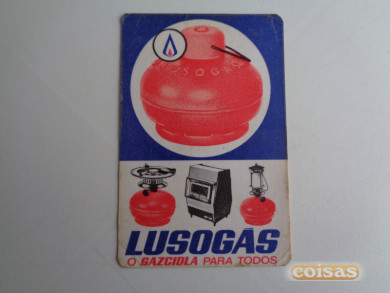 LUSOGÁS
LUSOGÁS
O GAZCIDLA PARA TODOS
coisas